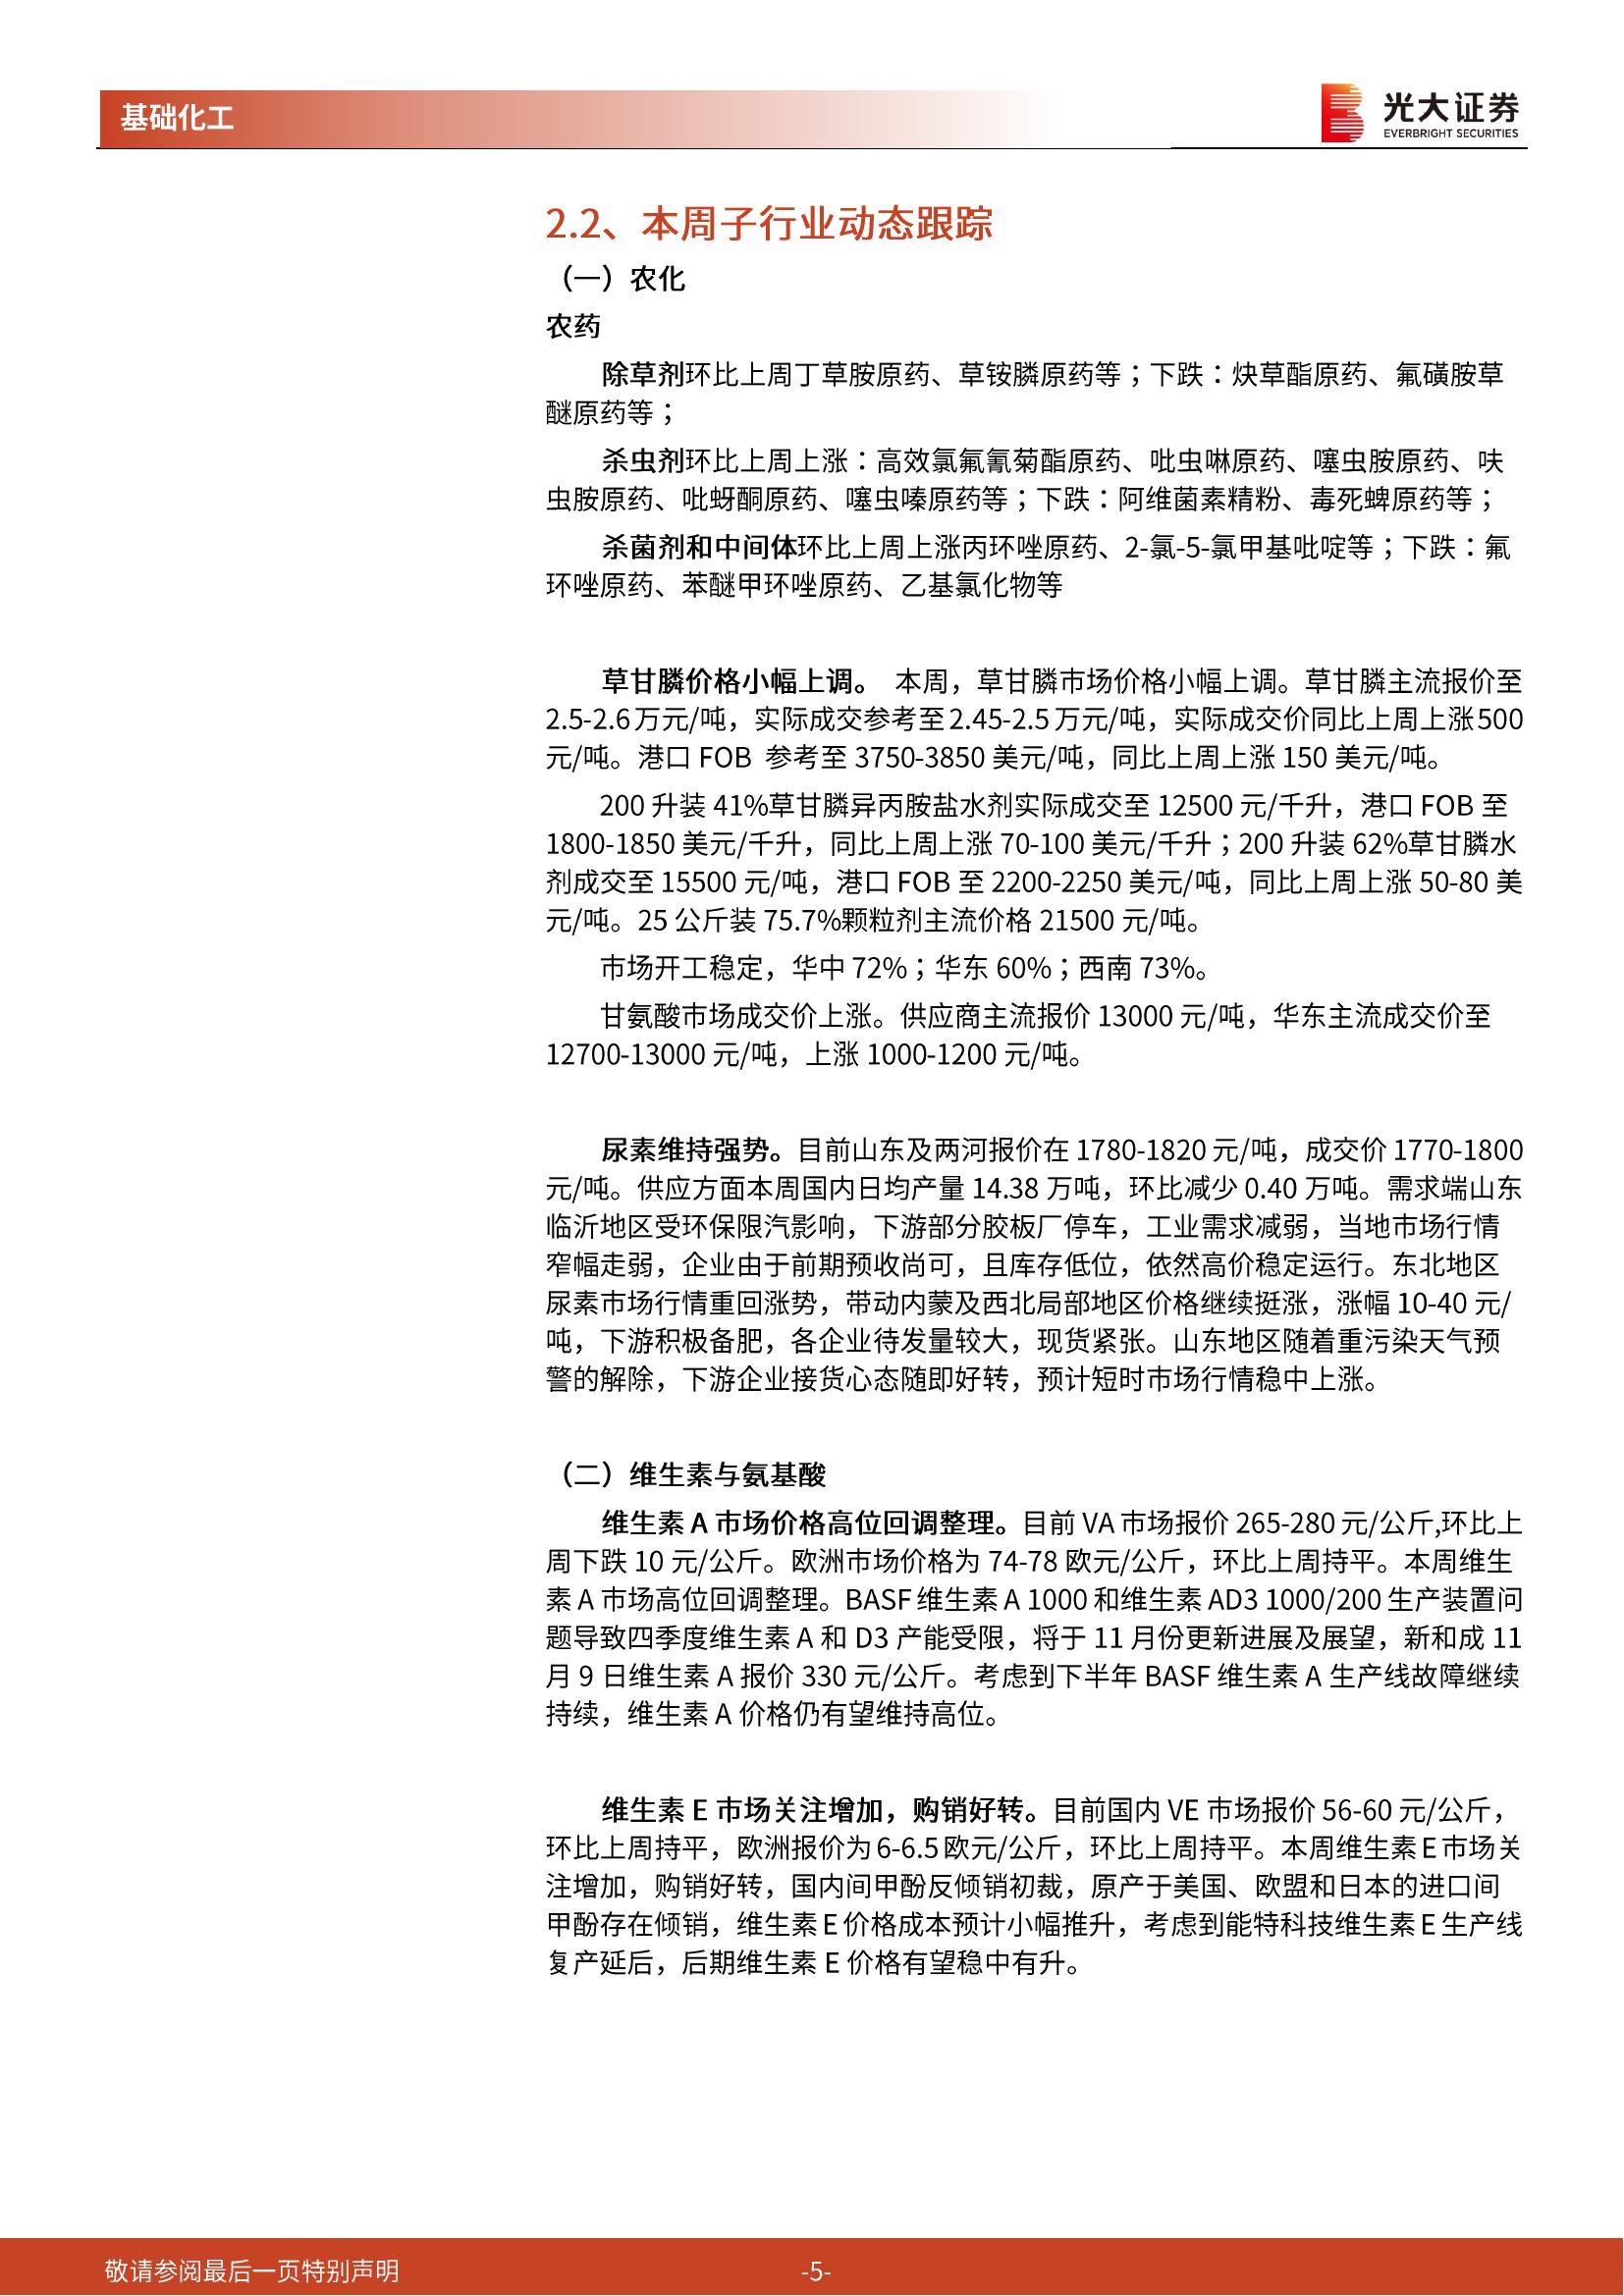 基础化工
光大证券
EVERBRIGHT SECURITIES
2.2、本周子行业动态跟踪
（一）农化
农药
除草剂环比上周丁草胺原药、草铵膦原药等；下跌：炔草酯原药、氟磺胺草
醚原药等；
杀虫剂环比上周上涨：高效氯氟氰菊酯原药、吡虫啉原药、噻虫胺原药、呋
虫胺原药、吡蚜酮原药、噻虫嗪原药等；下跌：阿维菌素精粉、毒死蜱原药等；
杀菌剂和中间体环比上周上涨丙环唑原药、2-氯-5-氯甲基吡啶等；下跌：氟
环唑原药、苯醚甲环唑原药、乙基氯化物等
草甘膦价格小幅上调。 本周，草甘膦市场价格小幅上调。草甘膦主流报价至
2.5-2.6万元/吨，实际成交参考至2.45-2.5万元/吨，实际成交价同比上周上涨500
元/吨。港口 FOB 参考至 3750-3850 美元/吨，同比上周上涨 150 美元/吨。
200 升装 41%草甘膦异丙胺盐水剂实际成交至 12500 元/千升，港口 FOB 至
1800-1850 美元/千升，同比上周上涨 70-100 美元/千升；200 升装 62%草甘膦水
剂成交至 15500 元/吨，港口 FOB 至 2200-2250 美元/吨，同比上周上涨 50-80 美
元/吨。25 公斤装 75.7%颗粒剂主流价格 21500 元/吨。
市场开工稳定，华中 72%；华东 60%；西南 73%。
甘氨酸市场成交价上涨。供应商主流报价 13000 元/吨，华东主流成交价至
12700-13000 元/吨，上涨 1000-1200 元/吨。
尿素维持强势。目前山东及两河报价在 1780-1820 元/吨，成交价 1770-1800
元/吨。供应方面本周国内日均产量 14.38 万吨，环比减少 0.40 万吨。需求端山东
临沂地区受环保限汽影响，下游部分胶板厂停车，工业需求减弱，当地市场行情
窄幅走弱，企业由于前期预收尚可，且库存低位，依然高价稳定运行。东北地区
尿素市场行情重回涨势，带动内蒙及西北局部地区价格继续挺涨，涨幅 10-40 元/
吨，下游积极备肥，各企业待发量较大，现货紧张。山东地区随着重污染天气预
警的解除，下游企业接货心态随即好转，预计短时市场行情稳中上涨。
（二）维生素与氨基酸
维生素 A 市场价格高位回调整理。目前 VA 市场报价 265-280 元/公斤,环比上
周下跌 10 元/公斤。欧洲市场价格为 74-78 欧元/公斤，环比上周持平。本周维生
素 A 市场高位回调整理。BASF 维生素 A 1000 和维生素 AD3 1000/200 生产装置问
题导致四季度维生素 A 和 D3 产能受限，将于 11 月份更新进展及展望，新和成 11
月 9 日维生素 A 报价 330 元/公斤。考虑到下半年 BASF 维生素 A 生产线故障继续
持续，维生素 A 价格仍有望维持高位。
维生素 E 市场关注增加，购销好转。目前国内 VE 市场报价 56-60 元/公斤，
环比上周持平，欧洲报价为 6-6.5 欧元/公斤，环比上周持平。本周维生素 E 市场关
注增加，购销好转，国内间甲酚反倾销初裁，原产于美国、欧盟和日本的进口间
甲酚存在倾销，维生素 E 价格成本预计小幅推升，考虑到能特科技维生素 E 生产线
复产延后，后期维生素 E 价格有望稳中有升。
敬请参阅最后一页特别声明
-5-